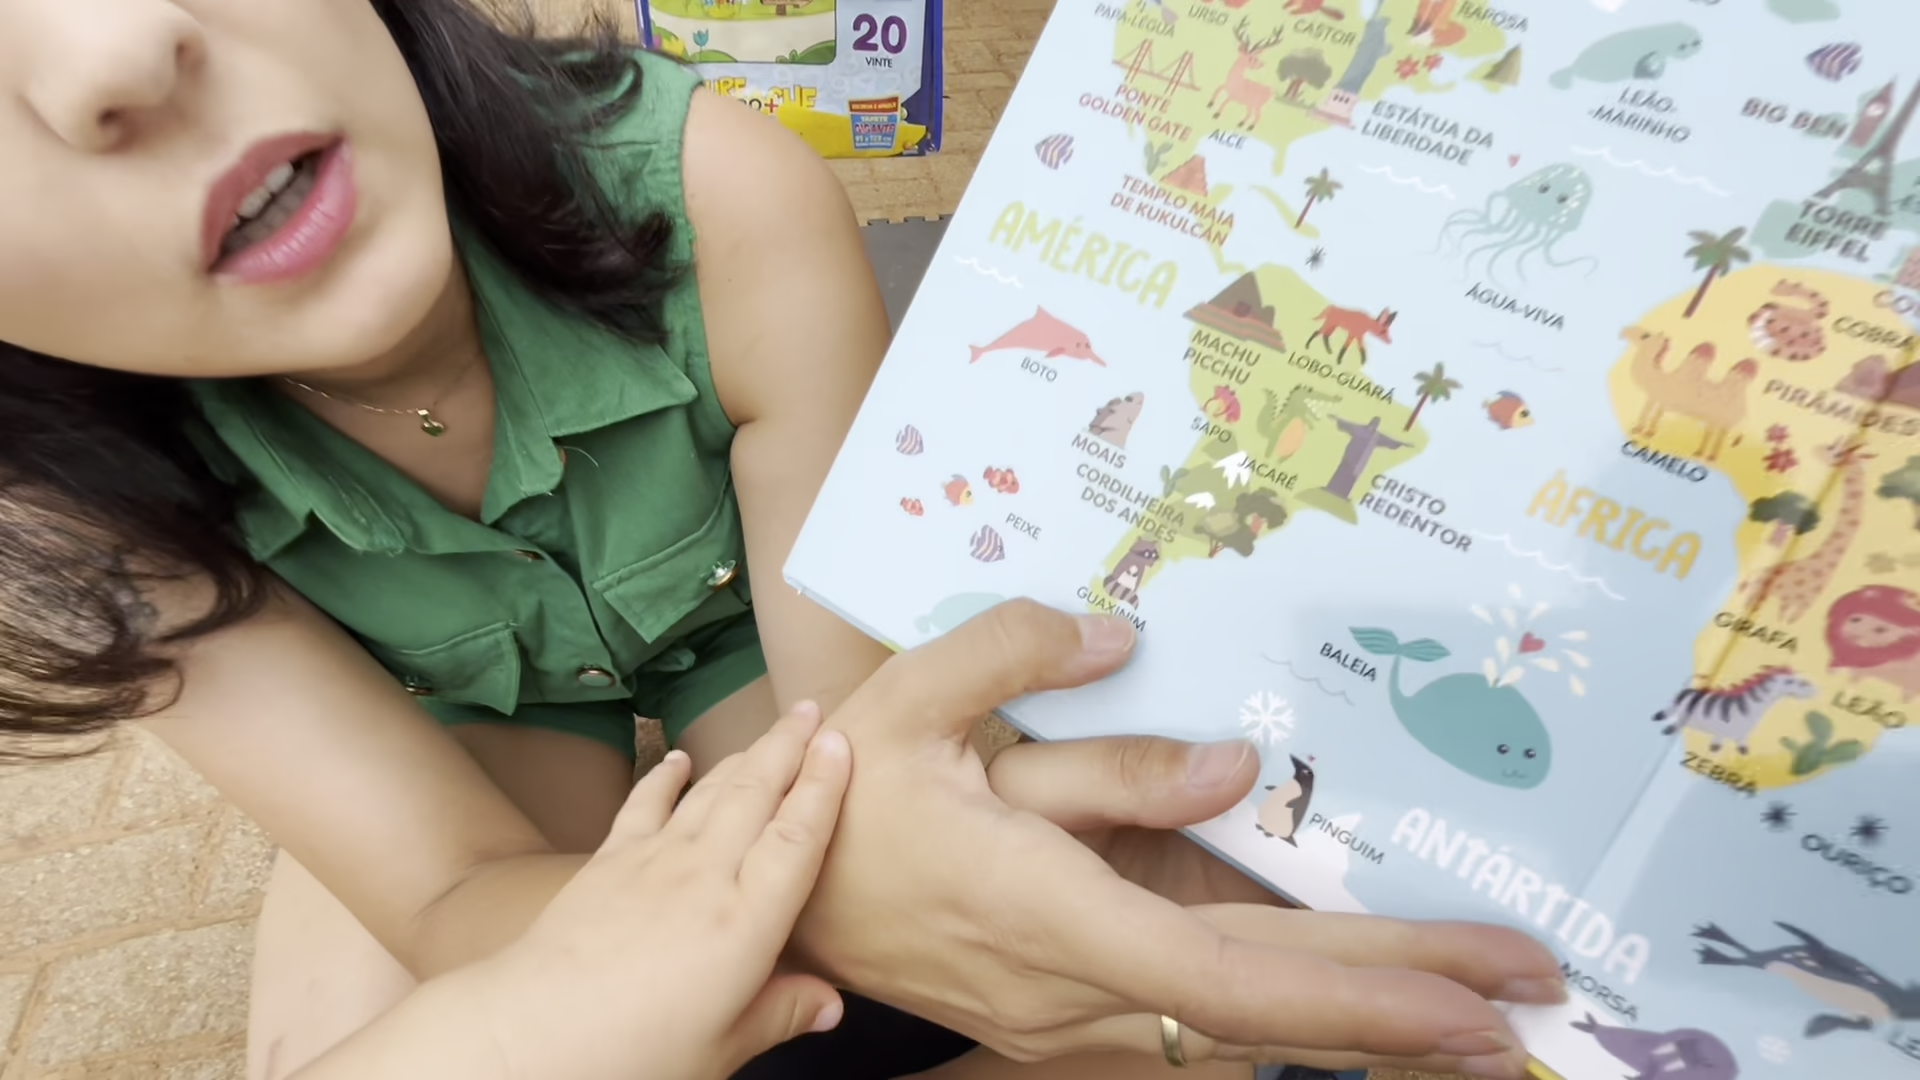 20
VINTE
PAPA-LÉGUA
URSO
CASTOR
RAPOSA
PONTE
GOLDEN GATE
ALCE
ESTÁTUA DA
LIBERDADE
LEÃO-
-MARINHO
BIG BEN
TEMPLO MAIA
DE KUKULCÁN
TORRE
EIFFEL
AMÉRICA
ÁGUA-VIVA
BOTO
MACHU
PICCHU
LOBO-GUARÁ
COBRA
PIRÂMIDES
MOAIS
SAPO
JACARÉ
CAMELO
CORDILHEIRA
DOS ANDES
CRISTO
REDENTOR
ÁFRICA
PEIXE
GUAXINIM
GIRAFA
BALEIA
LEÃO
ZEBRA
PINGUIM
ANTÁRTIDA
OURIÇO
MORSA